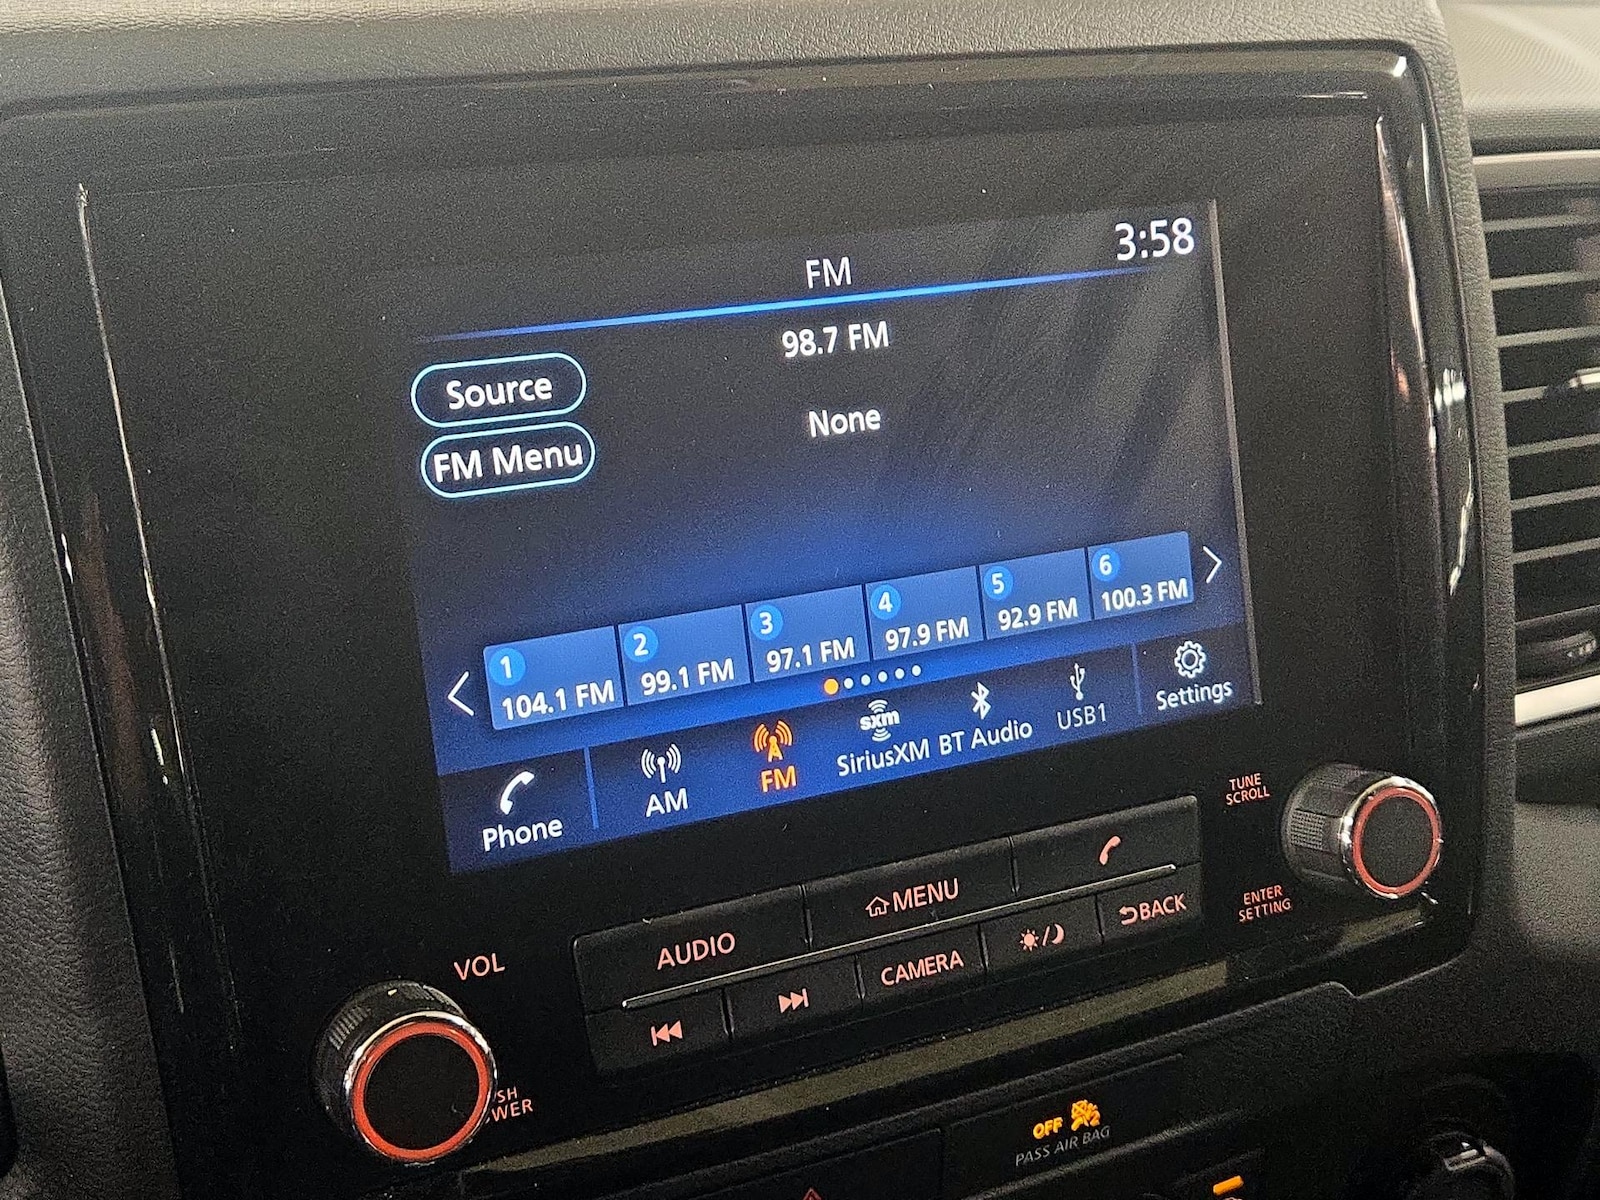 3:58
FM
98.7 FM
Source
None
FM Menu
1
104.1 FM
2
99.1 FM
3
97.1 FM
4
97.9 FM
5
92.9 FM
6
100.3 FM
Phone
AM
FM
sxm
SiriusXM
BT Audio
USB1
Settings
TUNE
SCROLL
VOL
AUDIO
MENU
CAMERA
BACK
ENTER
SETTING
OFF
PASS AIR BAG